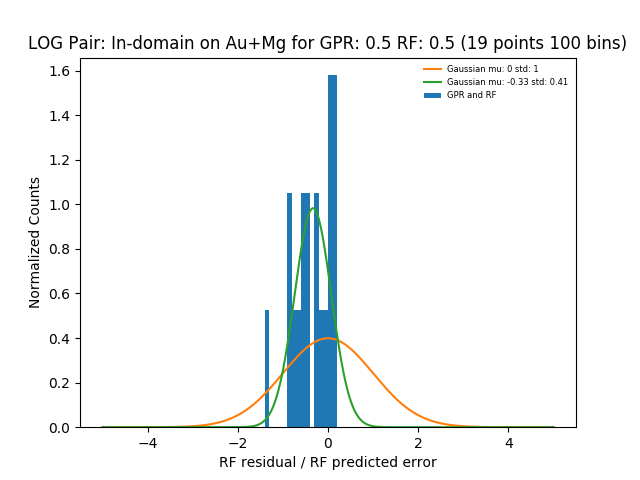 LOG Pair: In-domain on Au+Mg for GPR: 0.5 RF: 0.5 (19 points 100 bins)
Gaussian mu: 0 std: 1
Gaussian mu: -0.33 std: 0.41
GPR and RF
Normalized Counts
1.6
1.4
1.2
1.0
0.8
0.6
0.4
0.2
0.0
−4 −2 0 2 4
RF residual / RF predicted error